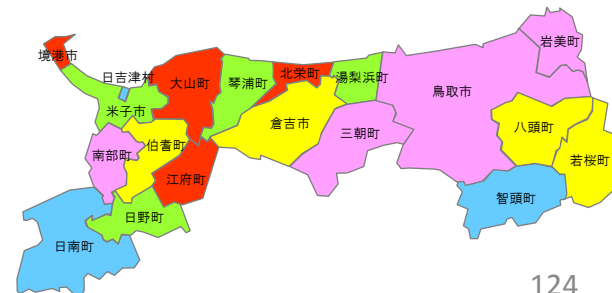 境港市
日吉津村
米子市
大山町
琴浦町
北栄町
湯梨浜町
鳥取市
岩美町
南部町
伯耆町
倉吉市
三朝町
八頭町
若桜町
江府町
智頭町
日野町
日南町
124